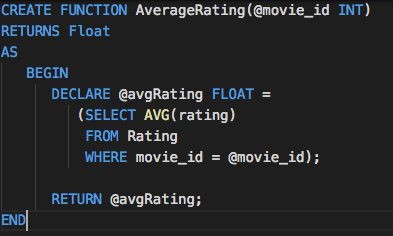 CREATE FUNCTION AverageRating(@movie_id INT)
RETURNS Float
AS
BEGIN
DECLARE @avgRating FLOAT =
(SELECT AVG(rating)
FROM Rating
WHERE movie_id = @movie_id);
RETURN @avgRating;
END